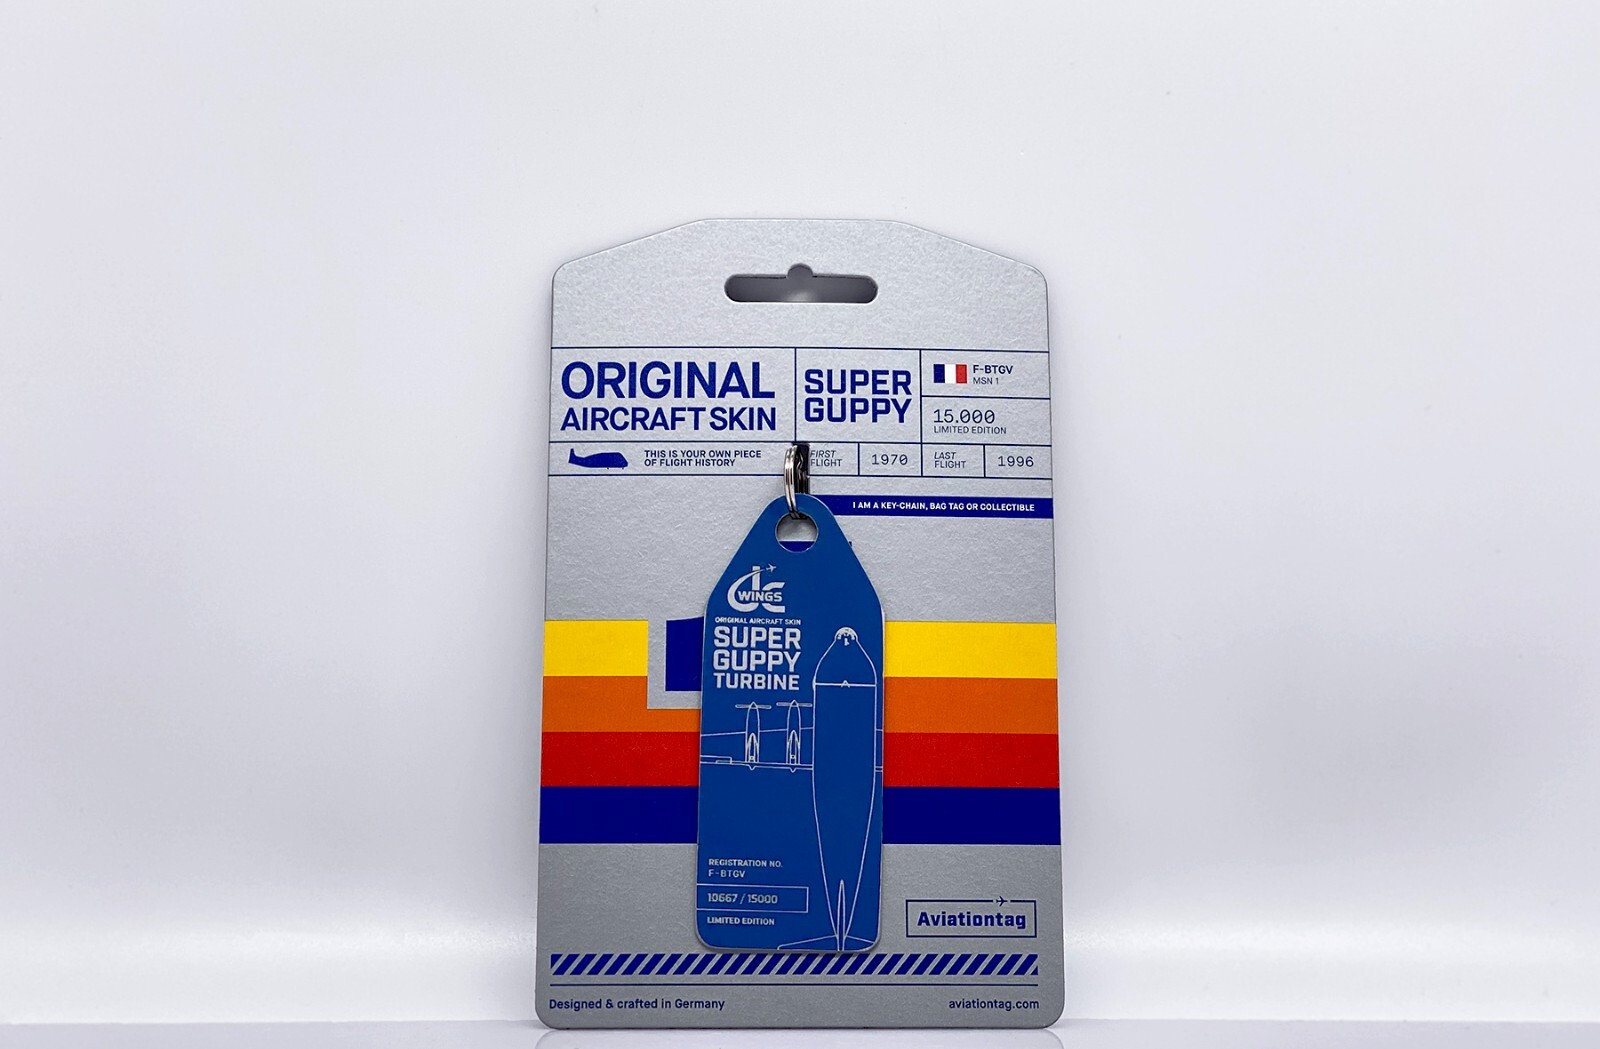 ORIGINAL
AIRCRAFT SKIN
SUPER
GUPPY
F-BTGV
MSN 1
15.000
LIMITED EDITION
THIS IS YOUR OWN PIECE
OF FLIGHT HISTORY
FIRST
FLIGHT
1970
LAST
FLIGHT
1996
I AM A KEY-CHAIN, BAG TAG OR COLLECTIBLE
JC
WINGS
ORIGINAL AIRCRAFT SKIN
SUPER
GUPPY
TURBINE
REGISTRATION NO.
F-BTGV
10667 / 15000
LIMITED EDITION
Aviationtag
Designed & crafted in Germany
aviationtag.com